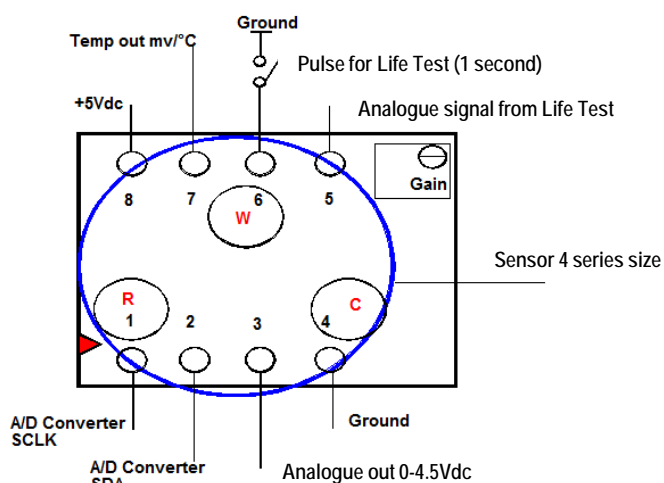 Ground
Temp out mv/°C
Pulse for Life Test (1 second)
+5Vdc
Analogue signal from Life Test
Gain
8 7 6 5
W
Sensor 4 series size
R
C
1 2 3 4
A/D Converter
SCLK
Ground
A/D Converter
SDA
Analogue out 0-4.5Vdc